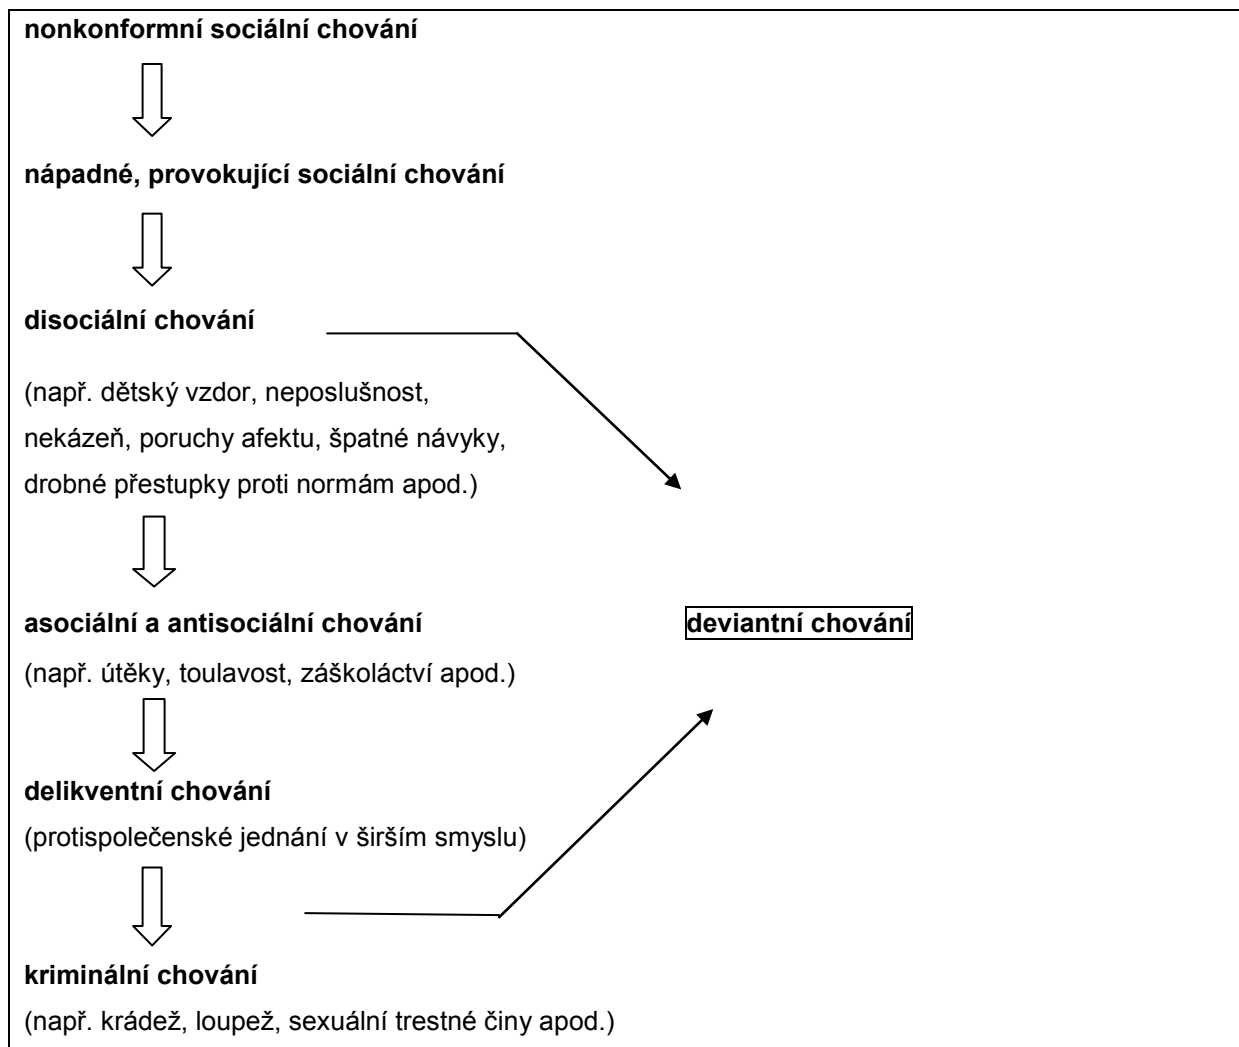 nonkonformní sociální chování
nápadné, provokující sociální chování
disociální chování
(např. dětský vzdor, neposlušnost,
nekázeň, poruchy afektu, špatné návyky,
drobné přestupky proti normám apod.)
asociální a antisociální chování
deviantní chování
(např. útěky, toulavost, záškoláctví apod.)
delikventní chování
(protispolečenské jednání v širším smyslu)
kriminální chování
(např. krádež, loupež, sexuální trestné činy apod.)